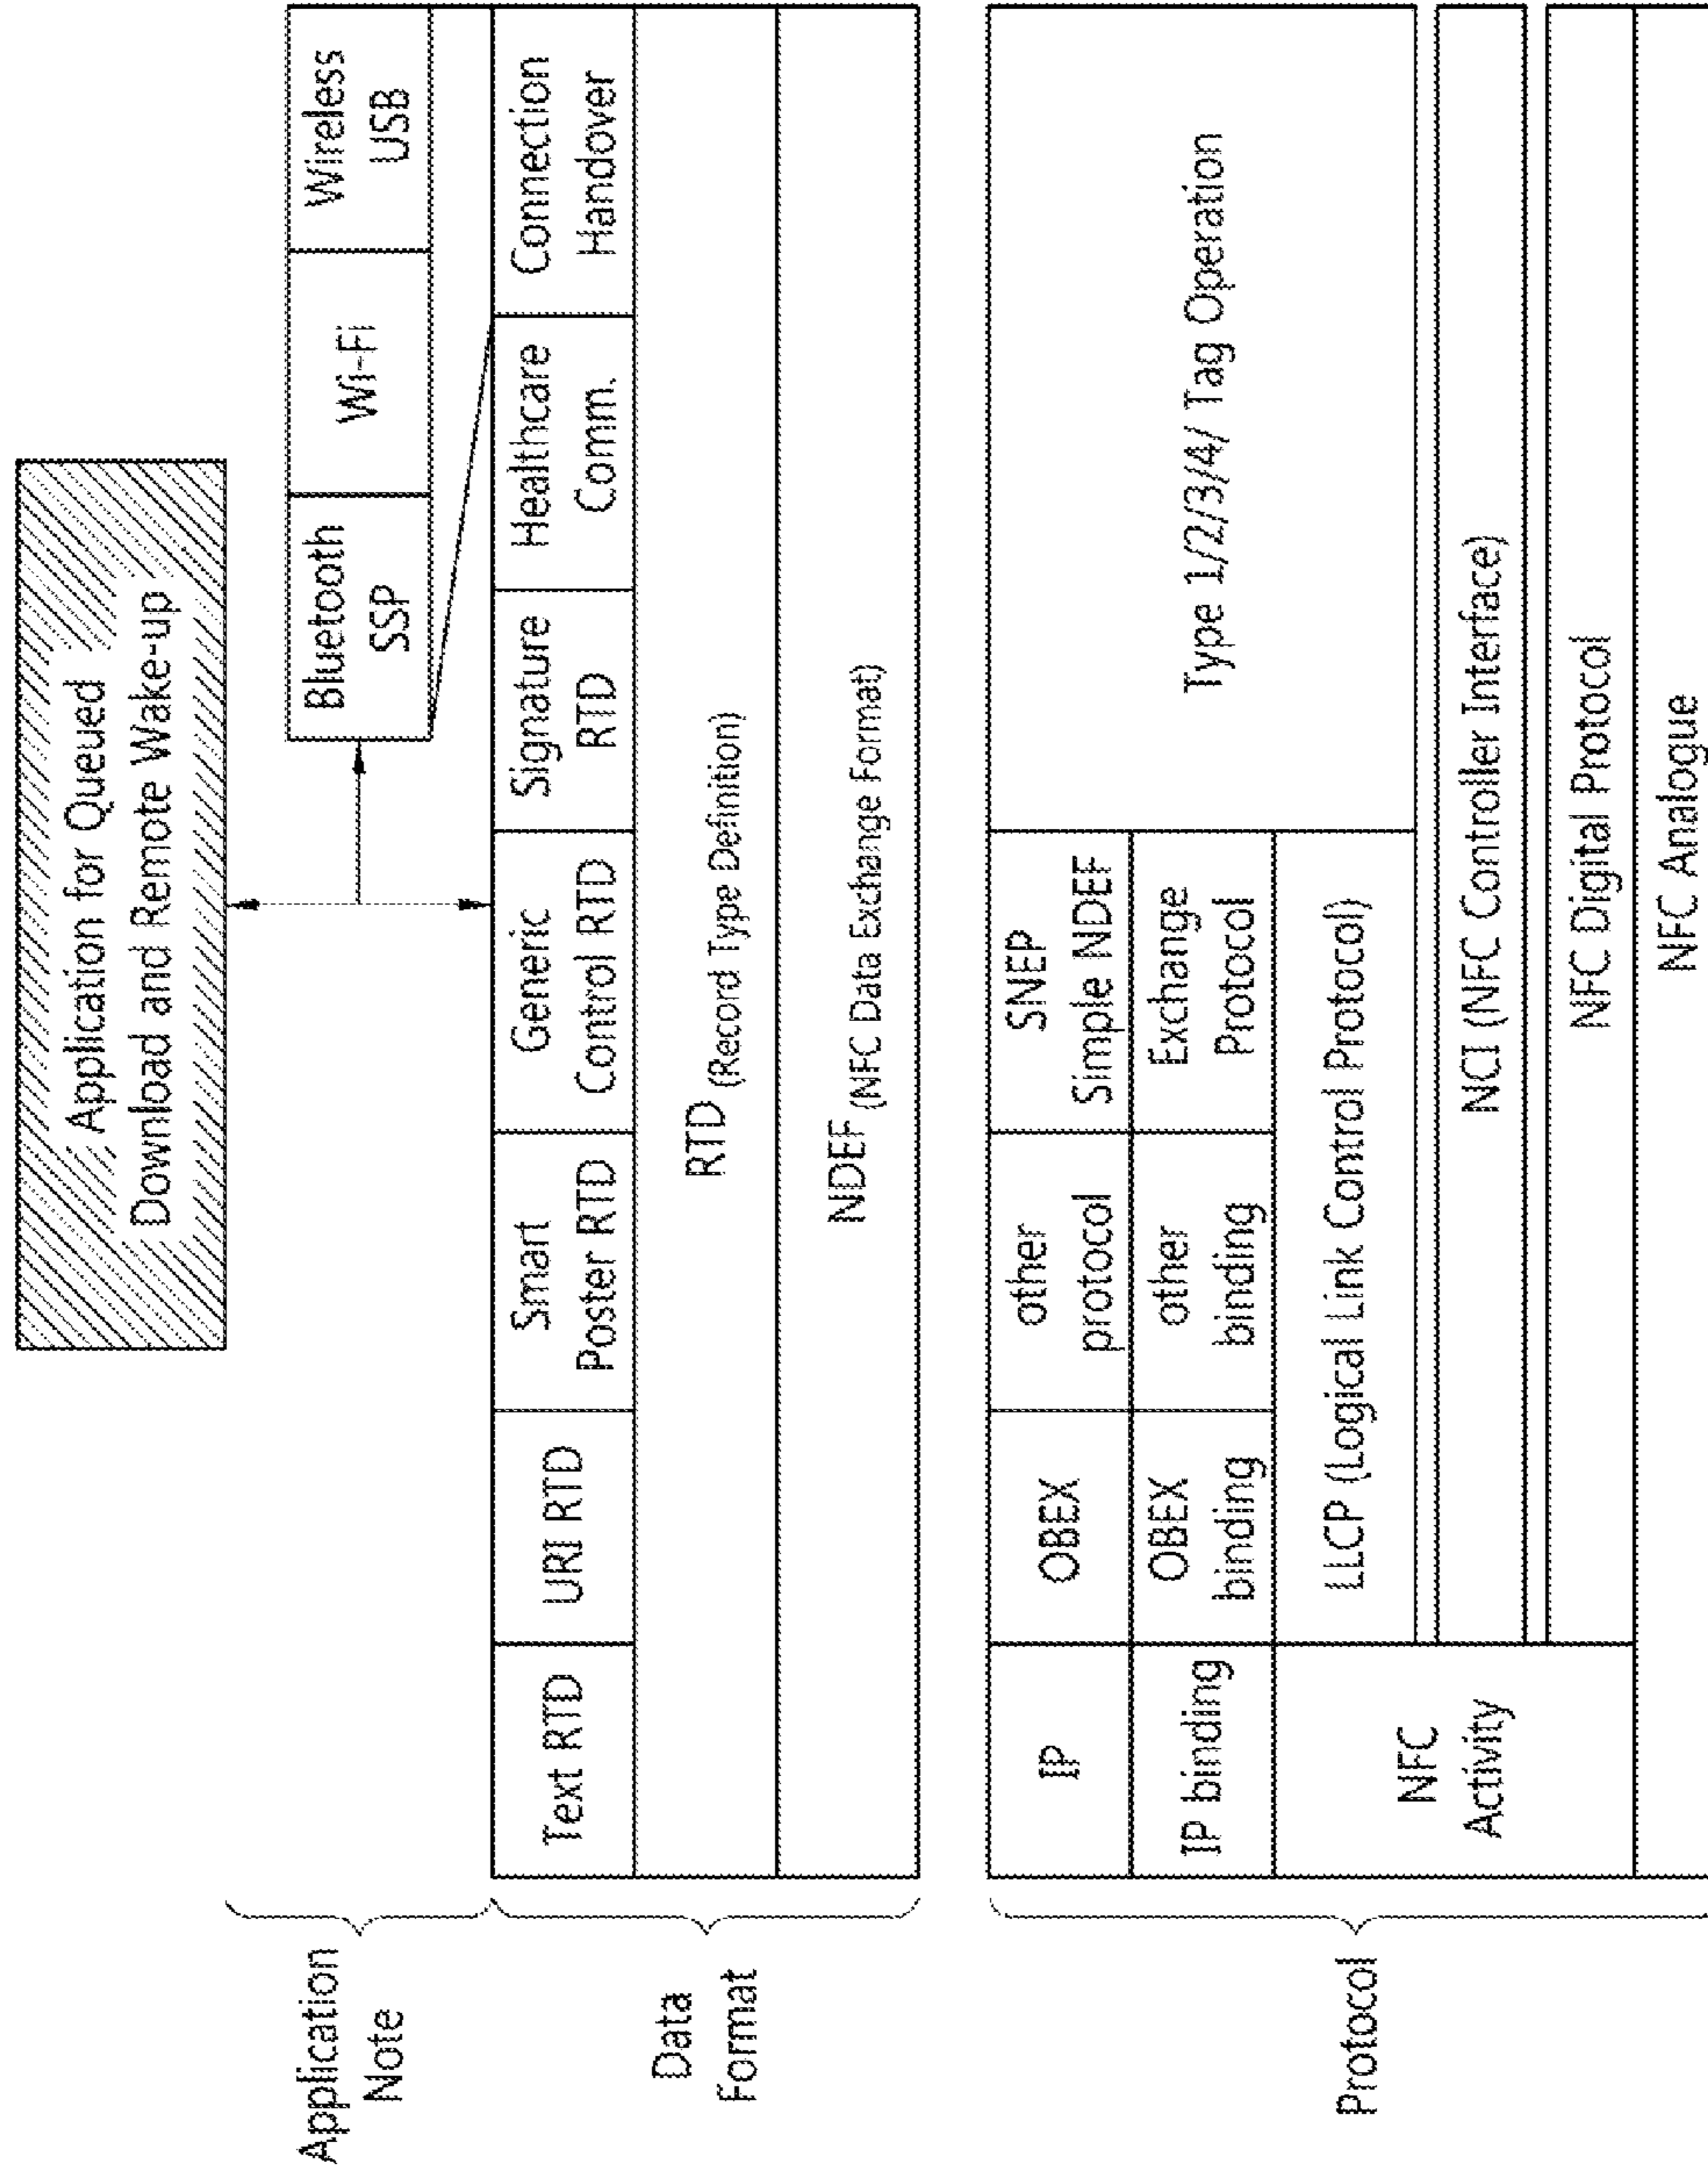 Application for Queued
Download and Remote Wake-up
Application
Note
Bluetooth
SSP
Wi-Fi
Wireless
USB
Data
Format
Text RTD
URI RTD
Smart
Poster RTD
Generic
Control RTD
Signature
RTD
Healthcare
Comm.
Connection
Handover
RTD (Record Type Definition)
NDEF (NFC Data Exchange Format)
Protocol
IP
OBEX
other
protocol
SNEP
Simple NDEF
Type 1/2/3/4/ Tag Operation
IP binding
OBEX
binding
other
binding
Exchange
Protocol
NFC
Activity
LLCP (Logical Link Control Protocol)
NCI (NFC Controller Interface)
NFC Digital Protocol
NFC Analogue